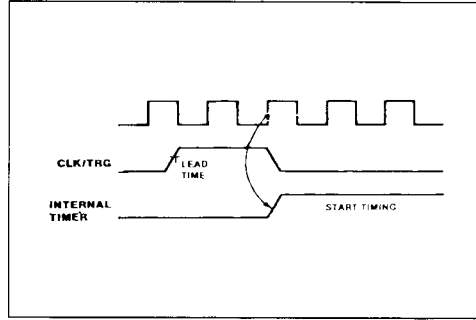 CLK/TRG
LEAD
TIME
INTERNAL
TIMER
START TIMING